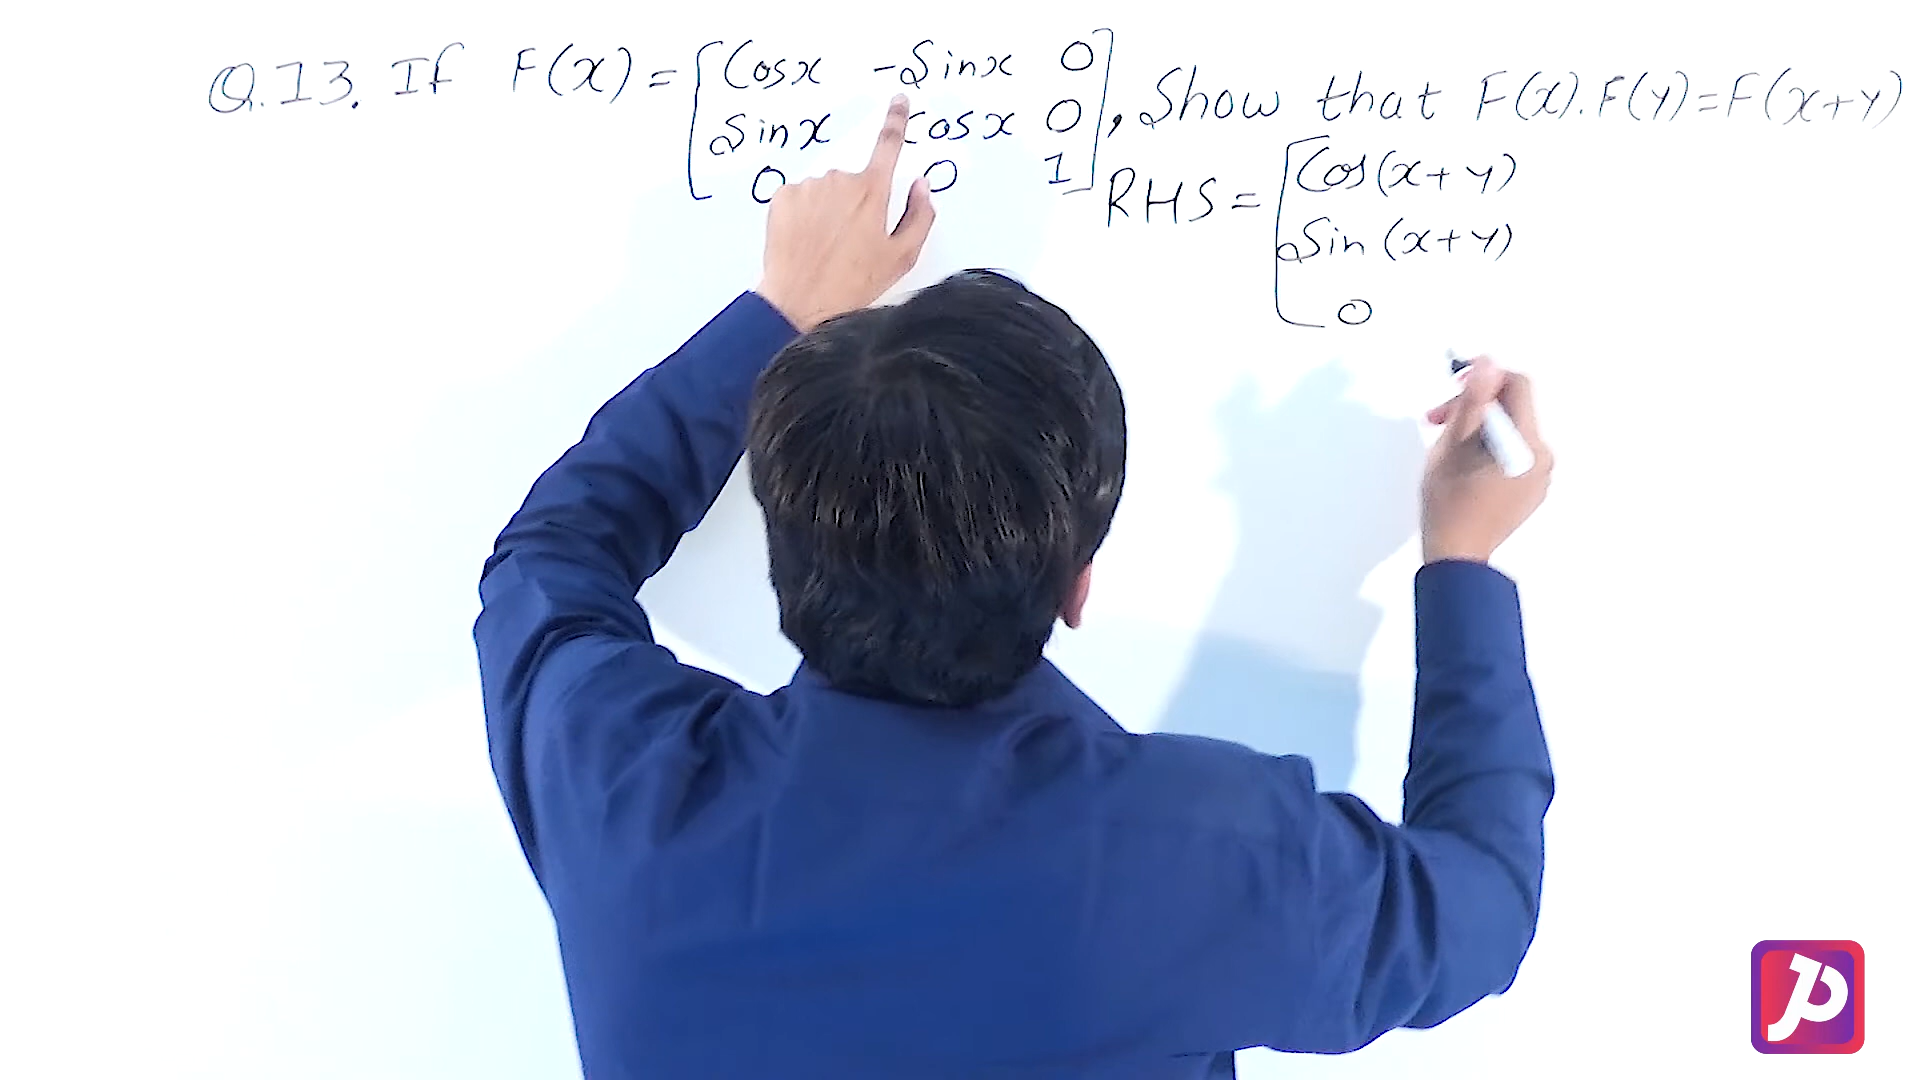 Q.13. If F(x) = [Cosx -Sinx 0], Show that F(x).F(y)=F(x+y)
Sinx Cosx 0
0 0 1
RHS = [Cos(x+y)
Sin(x+y)
0